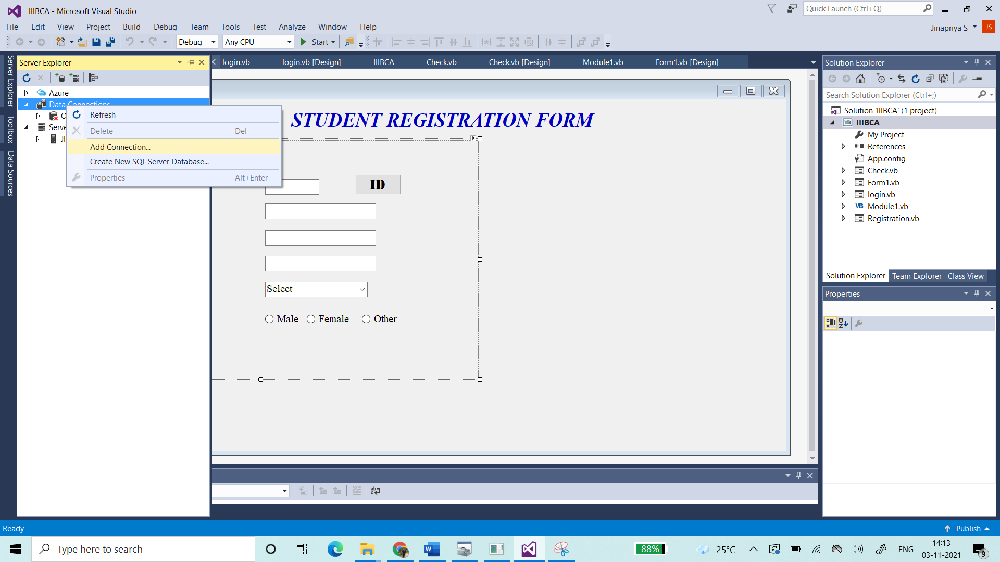 IIIBCA - Microsoft Visual Studio
Quick Launch (Ctrl+Q)
File Edit View Project Build Debug Team Tools Test Analyze Window Help
Jinapriya S JS
Debug Any CPU Start
Server Explorer
Toolbox
Data Sources
Server Explorer
Azure
Data Connections
O
Serve
JI
Refresh
Delete Del
Add Connection...
Create New SQL Server Database...
Properties Alt+Enter
login.vb login.vb [Design] IIIBCA Check.vb Check.vb [Design] Module1.vb Form1.vb [Design]
STUDENT REGISTRATION FORM
ID
Select
Male Female Other
Solution Explorer
Search Solution Explorer (Ctrl+;)
Solution 'IIIBCA' (1 project)
VB IIIBCA
My Project
References
App.config
Check.vb
Form1.vb
login.vb
VB Module1.vb
Registration.vb
Solution Explorer Team Explorer Class View
Properties
Ready
Publish
Type here to search
88%
25°C
ENG
14:13
03-11-2021
9